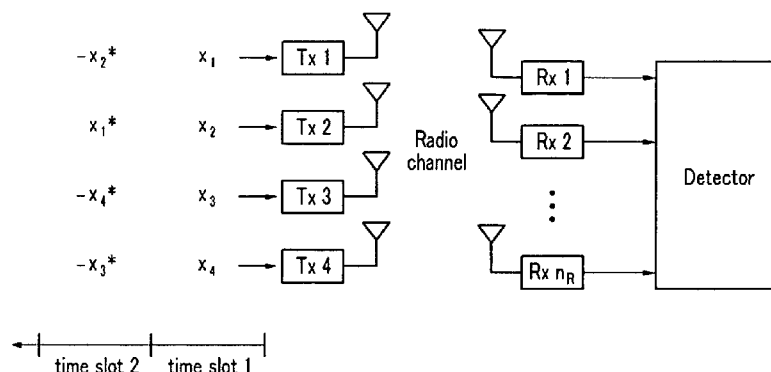 -x₂* x₁ Tx 1
x₁* x₂ Tx 2
-x₄* x₃ Tx 3
-x₃* x₄ Tx 4
Radio
channel
Rx 1
Rx 2
⋮
Rx n_R
Detector
time slot 2 time slot 1